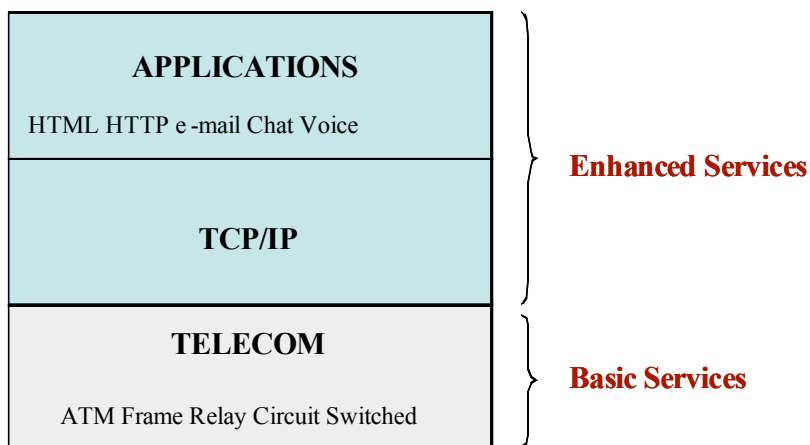 APPLICATIONS
HTML HTTP e-mail Chat Voice
Enhanced Services
TCP/IP
TELECOM
Basic Services
ATM Frame Relay Circuit Switched